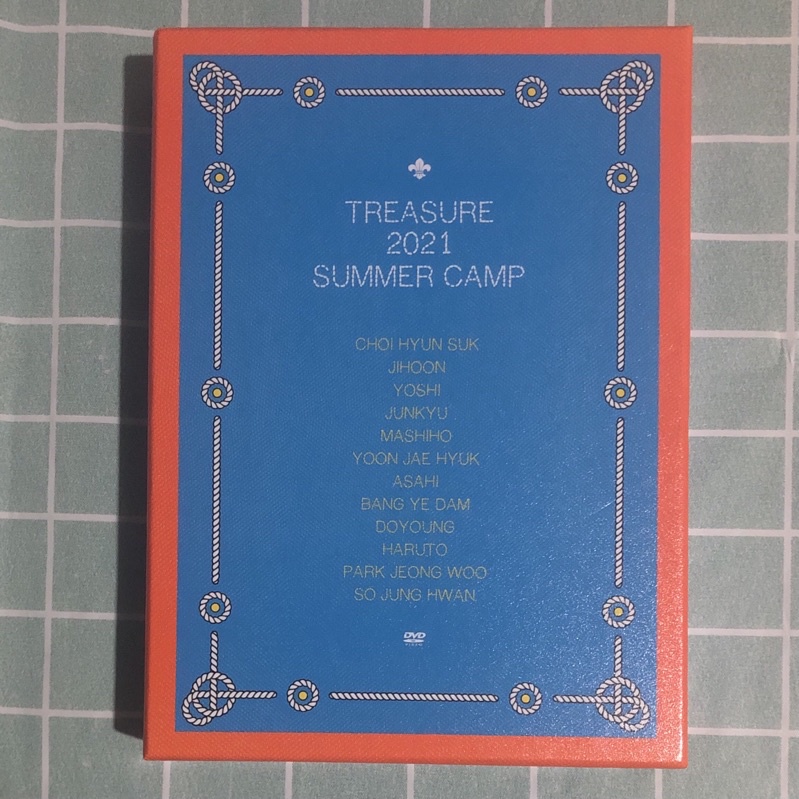 TREASURE
2021
SUMMER CAMP
CHOI HYUN SUK
JIHOON
YOSHI
JUNKYU
MASHIHO
YOON JAE HYUK
ASAHI
BANG YE DAM
DOYOUNG
HARUTO
PARK JEONG WOO
SO JUNG HWAN
DVD
VIDEO